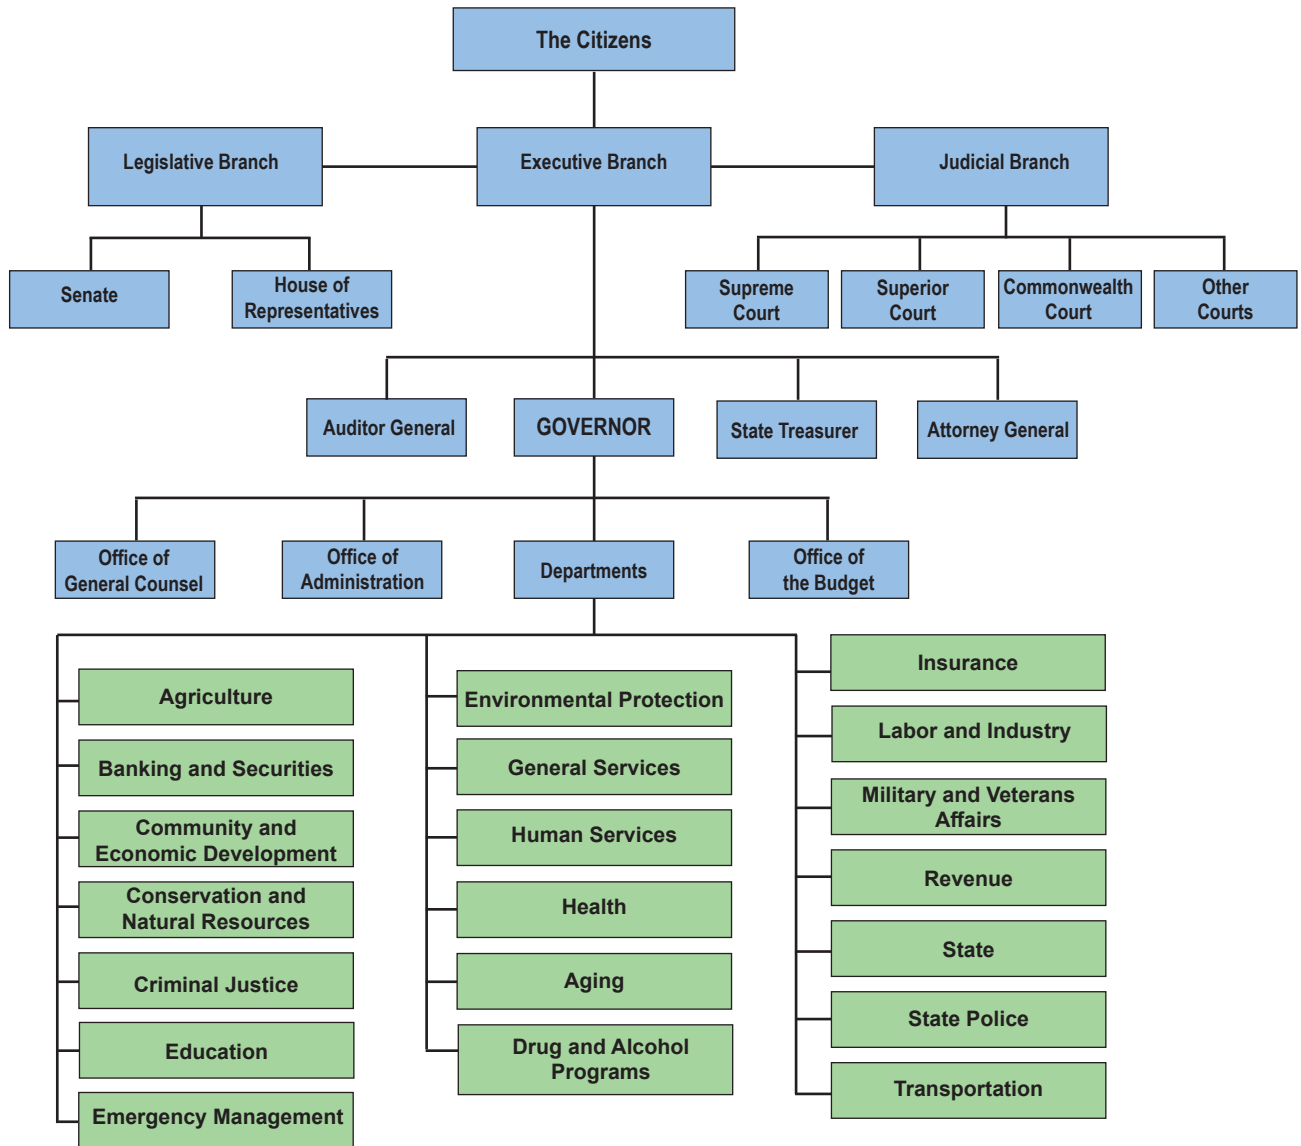 The Citizens
Legislative Branch
Executive Branch
Judicial Branch
Senate
House of
Representatives
Supreme
Court
Superior
Court
Commonwealth
Court
Other
Courts
Auditor General
GOVERNOR
State Treasurer
Attorney General
Office of
General Counsel
Office of
Administration
Departments
Office of
the Budget
Agriculture
Banking and Securities
Community and
Economic Development
Conservation and
Natural Resources
Criminal Justice
Education
Emergency Management
Environmental Protection
General Services
Human Services
Health
Aging
Drug and Alcohol
Programs
Insurance
Labor and Industry
Military and Veterans
Affairs
Revenue
State
State Police
Transportation